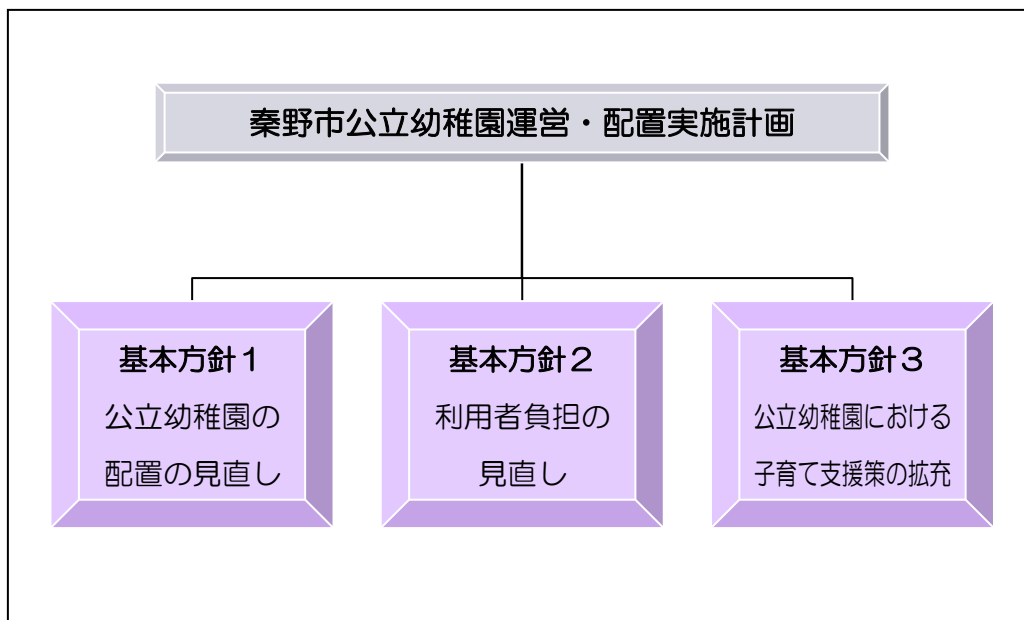 秦野市公立幼稚園運営・配置実施計画
基本方針１
公立幼稚園の
配置の見直し
基本方針２
利用者負担の
見直し
基本方針３
公立幼稚園における
子育て支援策の拡充